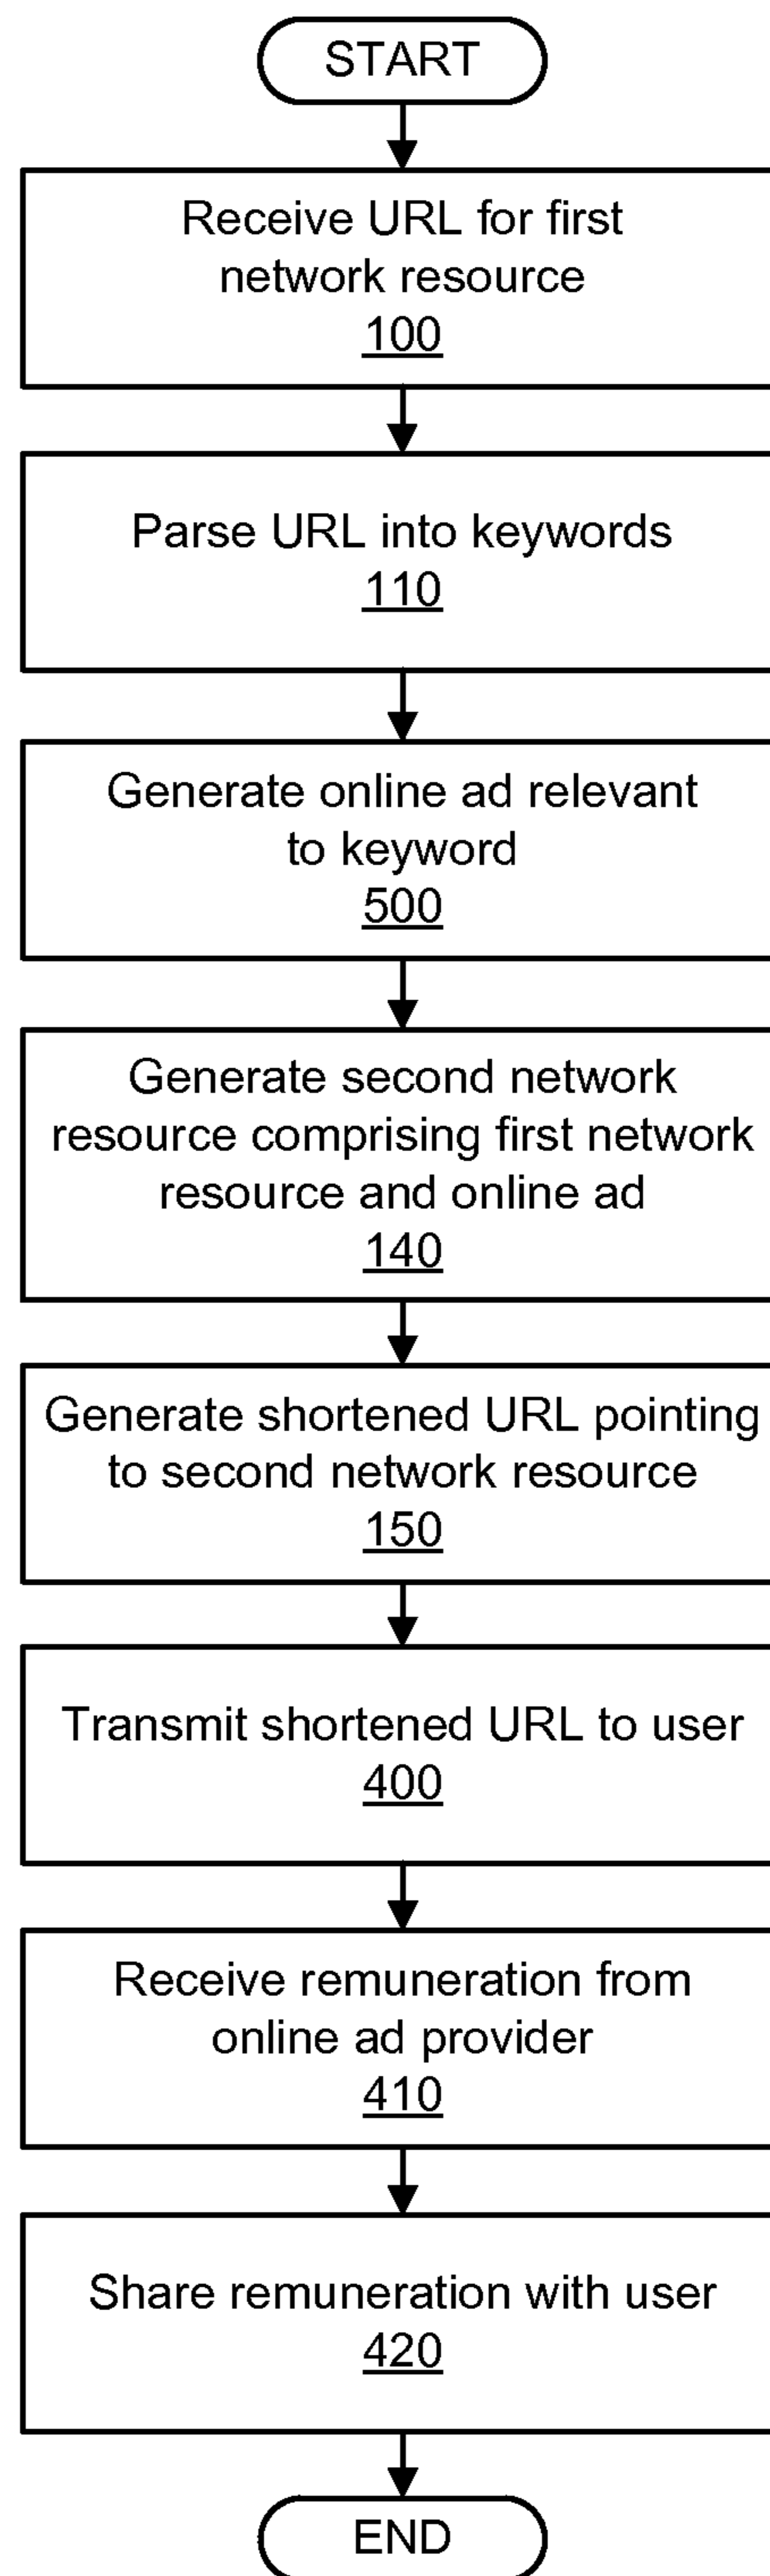 START
Receive URL for first
network resource
100
Parse URL into keywords
110
Generate online ad relevant
to keyword
500
Generate second network
resource comprising first network
resource and online ad
140
Generate shortened URL pointing
to second network resource
150
Transmit shortened URL to user
400
Receive remuneration from
online ad provider
410
Share remuneration with user
420
END